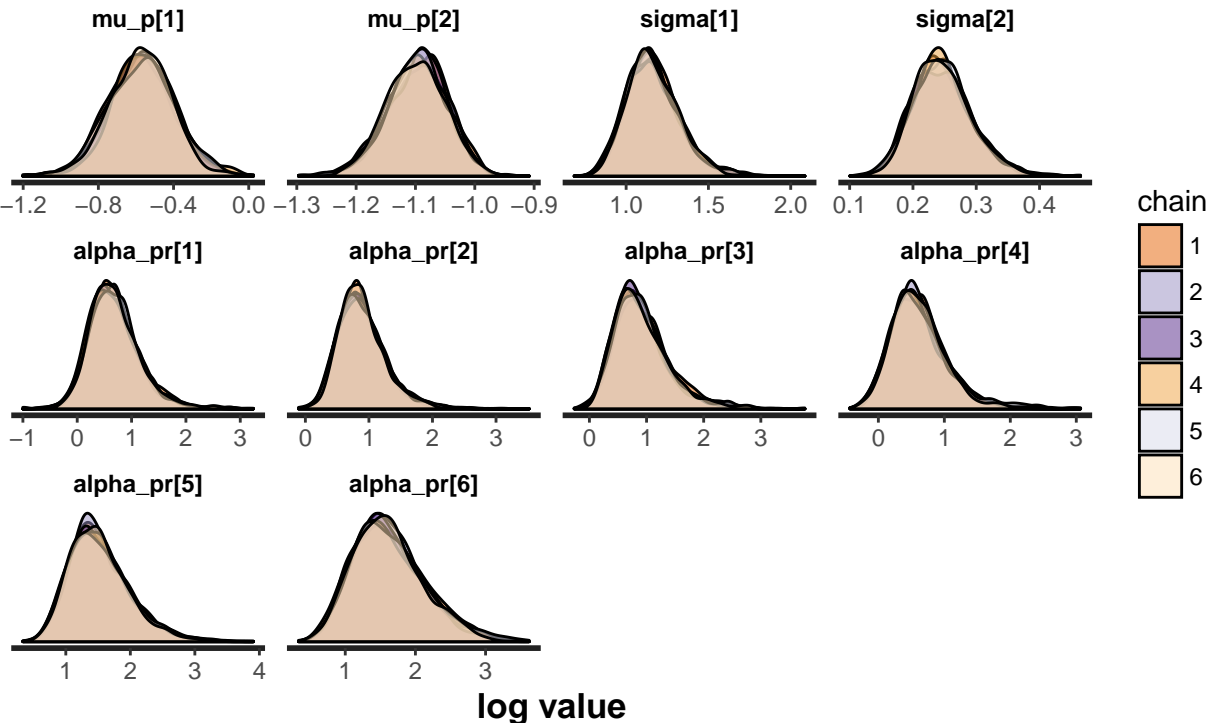 mu_p[1] mu_p[2] sigma[1] sigma[2]
−1.2 −0.8 −0.4 0.0 −1.3 −1.2 −1.1 −1.0 −0.9 1.0 1.5 2.0 0.1 0.2 0.3 0.4
alpha_pr[1] alpha_pr[2] alpha_pr[3] alpha_pr[4]
−1 0 1 2 3 0 1 2 3 0 1 2 3 0 1 2 3
alpha_pr[5] alpha_pr[6]
1 2 3 4 1 2 3
log value
chain
1
2
3
4
5
6